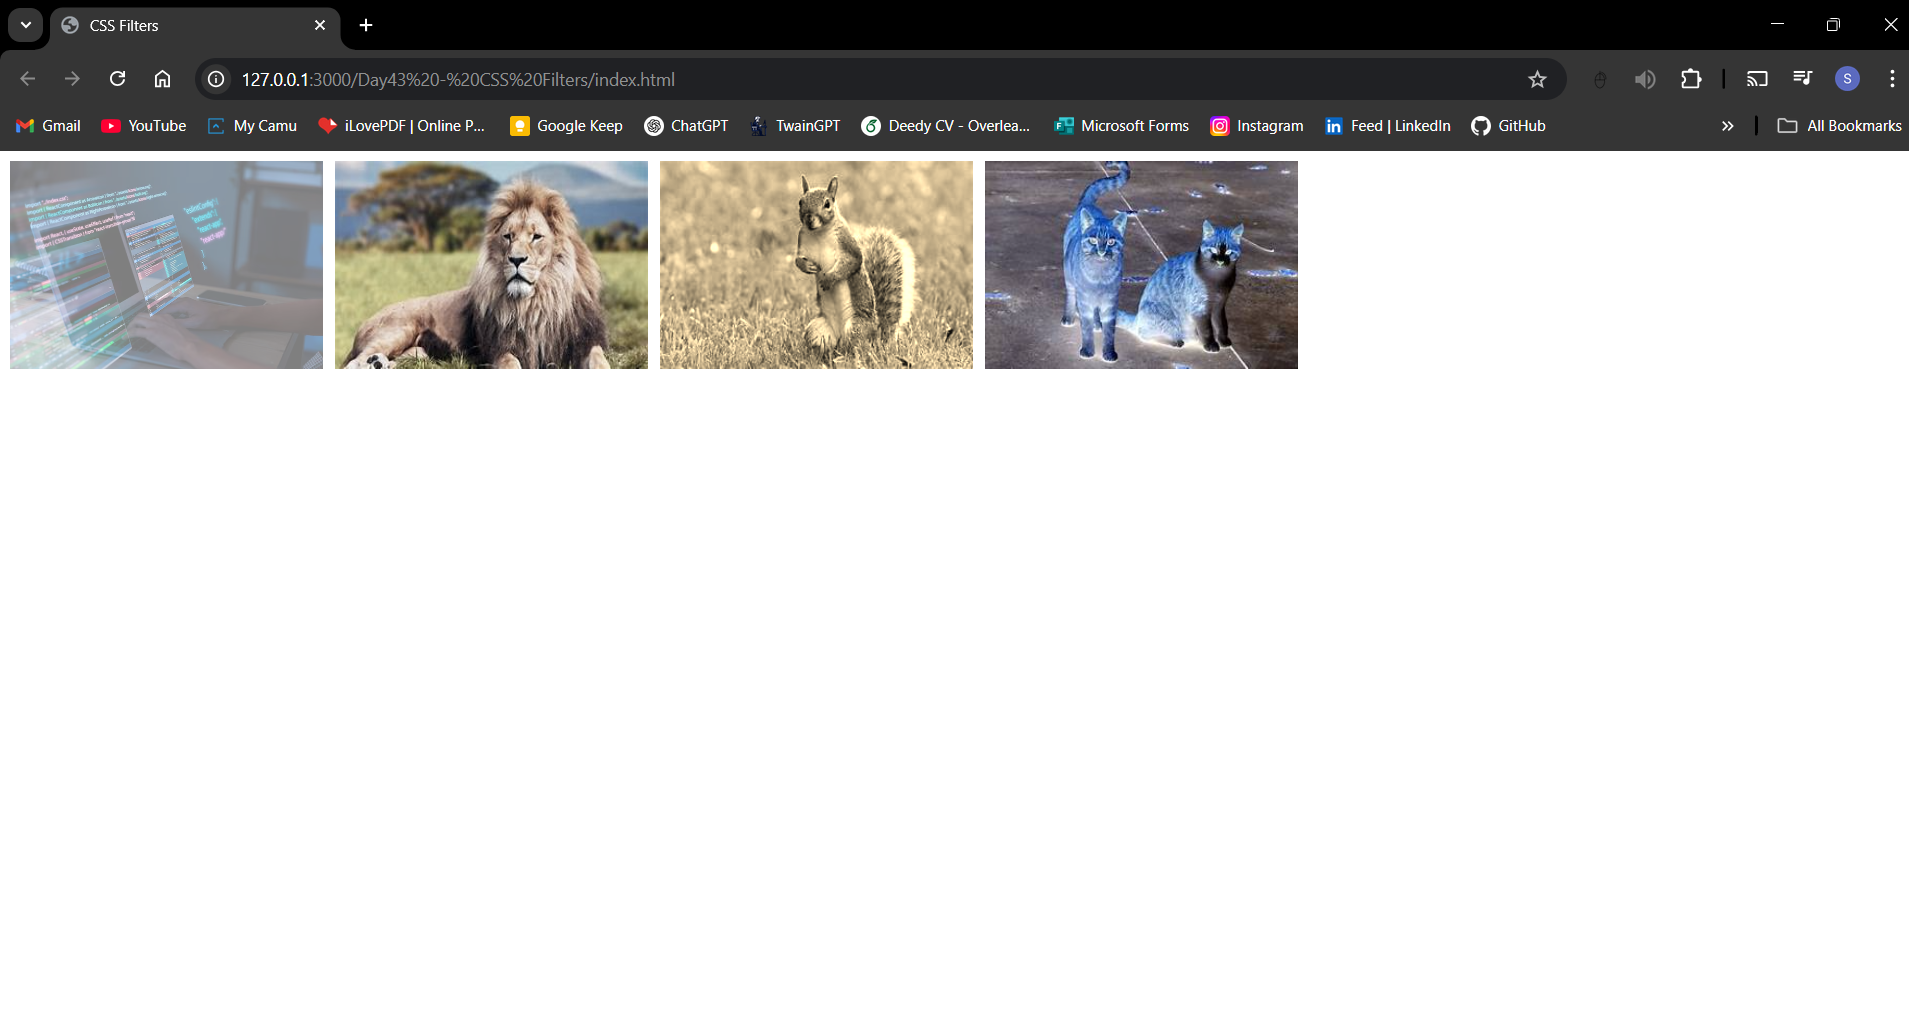 CSS Filters
127.0.0.1:3000/Day43%20-%20CSS%20Filters/index.html
S
Gmail YouTube My Camu iLovePDF | Online P... Google Keep ChatGPT TwainGPT Deedy CV - Overlea... Microsoft Forms Instagram Feed | LinkedIn GitHub All Bookmarks